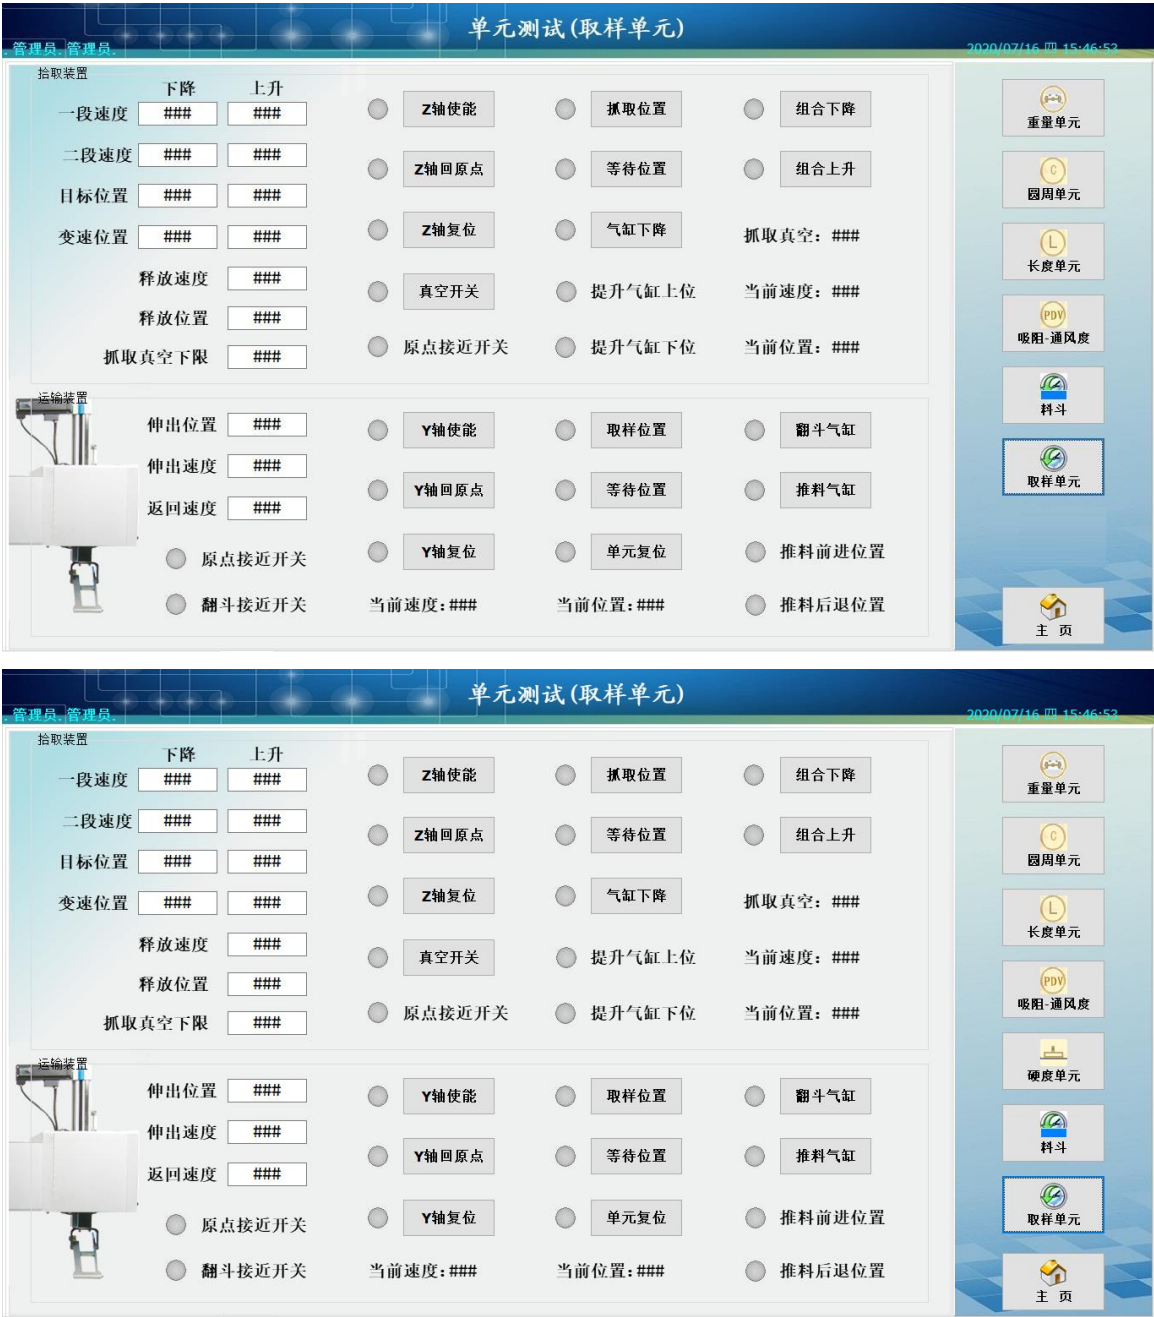 单元测试(取样单元)
管理员.管理员.
2020/07/16 四 15:46:53
拾取装置
下降 上升
一段速度 ### ###
Z轴使能 抓取位置 组合下降
二段速度 ### ###
Z轴回原点 等待位置 组合上升
目标位置 ### ###
变速位置 ### ###
Z轴复位 气缸下降 抓取真空: ###
释放速度 ###
真空开关 提升气缸上位 当前速度: ###
释放位置 ###
抓取真空下限 ###
原点接近开关 提升气缸下位 当前位置: ###
运输装置
伸出位置 ###
Y轴使能 取样位置 翻斗气缸
伸出速度 ###
Y轴回原点 等待位置 推料气缸
返回速度 ###
原点接近开关
Y轴复位 单元复位 推料前进位置
翻斗接近开关 当前速度:### 当前位置:### 推料后退位置
重量单元
C
圆周单元
L
长度单元
PDV
吸阻-通风度
料斗
取样单元
主 页
单元测试(取样单元)
管理员.管理员.
2020/07/16 四 15:46:53
拾取装置
下降 上升
一段速度 ### ###
Z轴使能 抓取位置 组合下降
二段速度 ### ###
Z轴回原点 等待位置 组合上升
目标位置 ### ###
变速位置 ### ###
Z轴复位 气缸下降 抓取真空: ###
释放速度 ###
真空开关 提升气缸上位 当前速度: ###
释放位置 ###
抓取真空下限 ###
原点接近开关 提升气缸下位 当前位置: ###
运输装置
伸出位置 ###
Y轴使能 取样位置 翻斗气缸
伸出速度 ###
Y轴回原点 等待位置 推料气缸
返回速度 ###
原点接近开关
Y轴复位 单元复位 推料前进位置
翻斗接近开关 当前速度:### 当前位置:### 推料后退位置
重量单元
C
圆周单元
L
长度单元
PDV
吸阻-通风度
硬度单元
料斗
取样单元
主 页